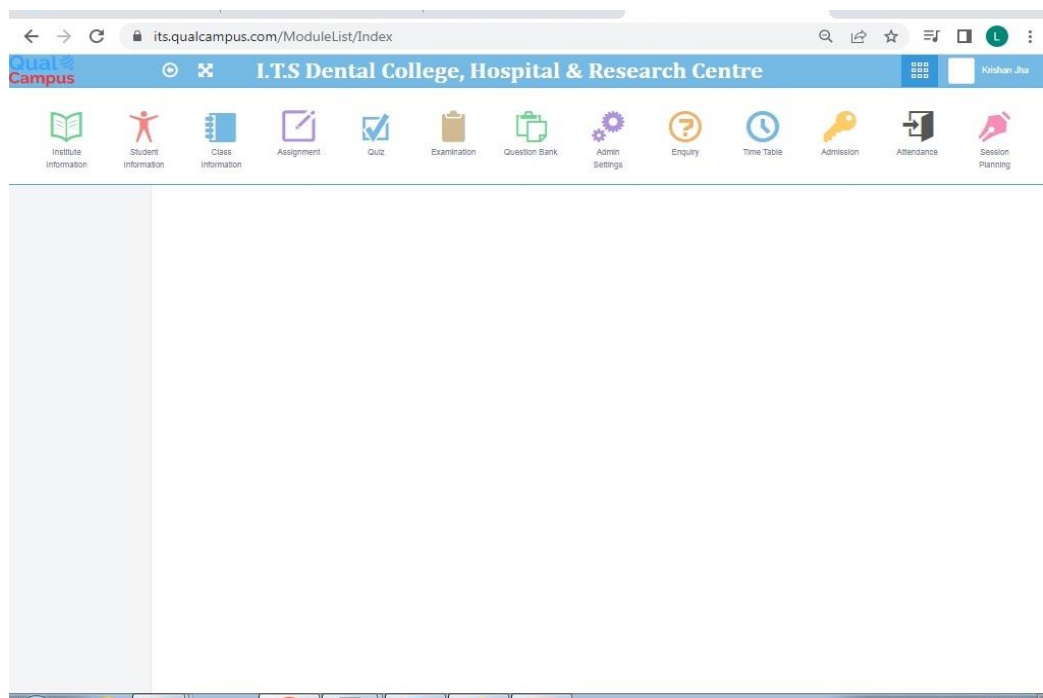 its.qualcampus.com/ModuleList/Index
L
Qual
Campus
I.T.S Dental College, Hospital & Research Centre
Krishan Jha
Institute
Information
Student
Information
Class
Information
Assignment
Quiz
Examination
Question Bank
Admin
Settings
Enquiry
Time Table
Admission
Attendance
Session
Planning